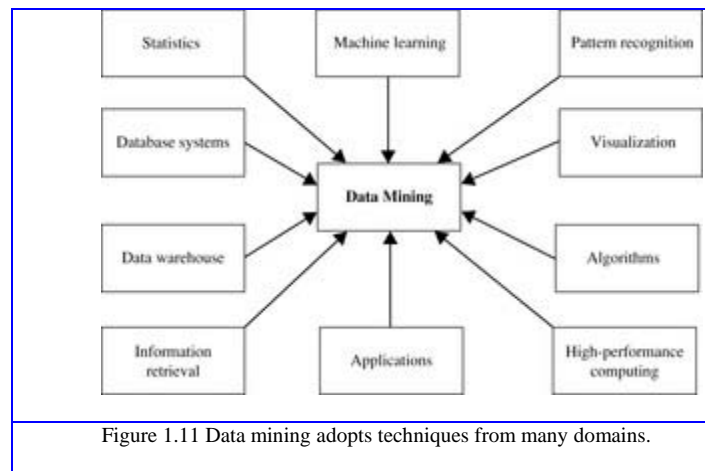 Statistics
Machine learning
Pattern recognition
Database systems
Visualization
Data Mining
Data warehouse
Algorithms
Information
retrieval
Applications
High-performance
computing
Figure 1.11 Data mining adopts techniques from many domains.